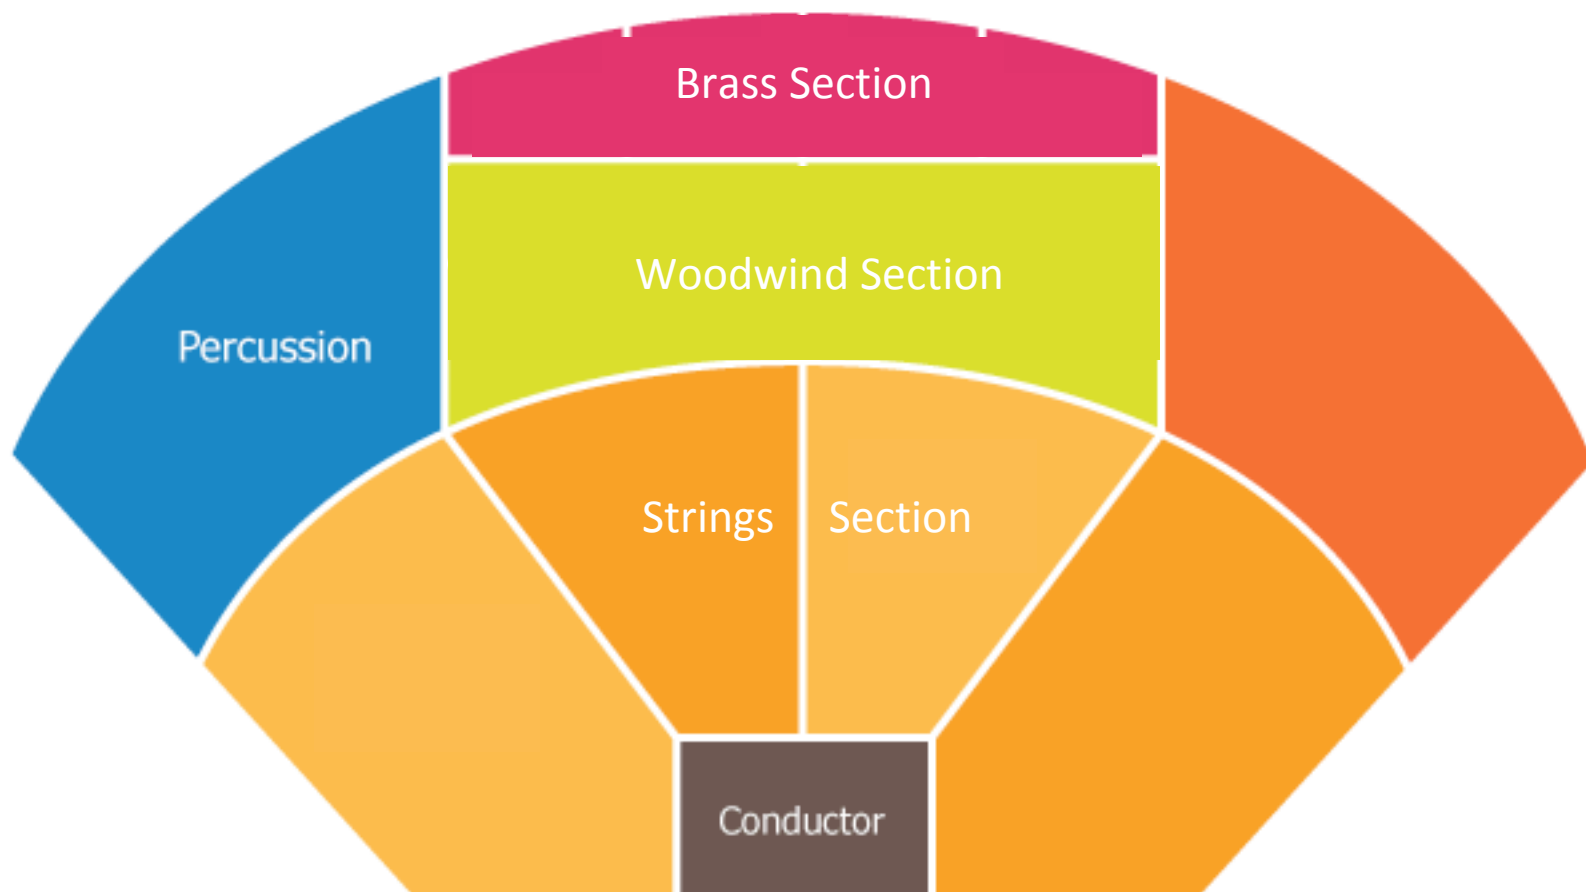 Brass Section
Woodwind Section
Percussion
Strings Section
Conductor